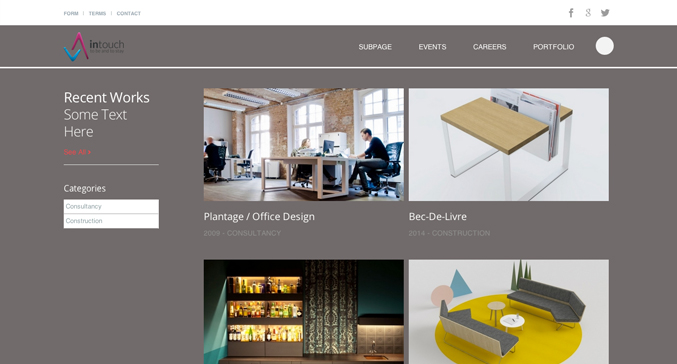 FORM | TERMS | CONTACT
intouch
SUBPAGE
EVENTS
CAREERS
PORTFOLIO
Recent Works
Some Text
Here
Categories
Consultancy
Construction
Plantage / Office Design
2009 - CONSULTANCY
Bec-De-Livre
2014 - CONSTRUCTION